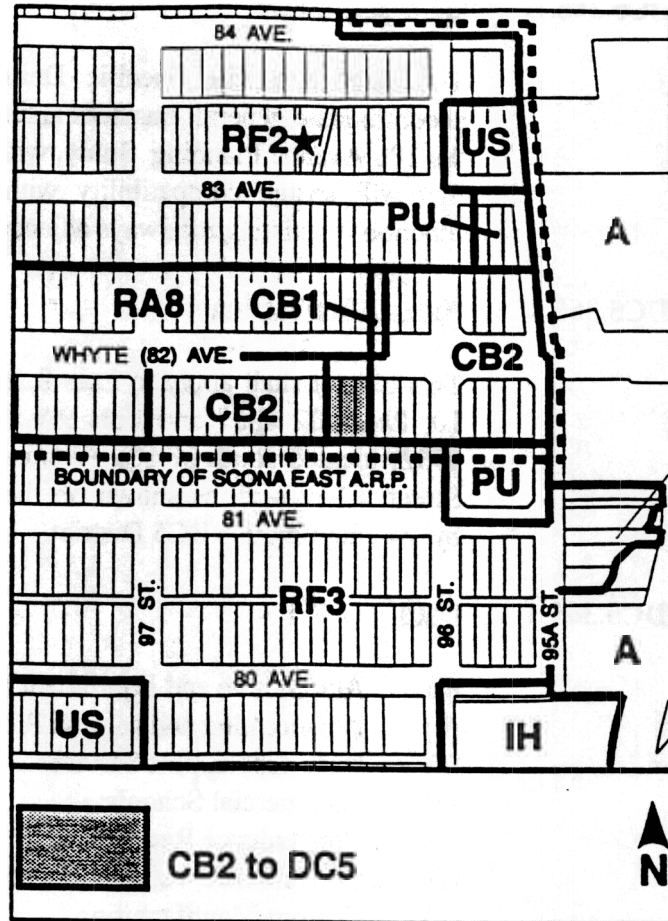 84 AVE.
RF2★
US
83 AVE.
PU
A
RA8
CB1
WHYTE (82) AVE.
CB2
CB2
BOUNDARY OF SCONA EAST A.R.P.
PU
81 AVE.
97 ST.
RF3
96 ST.
95A ST.
A
80 AVE.
US
IH
CB2 to DC5
N